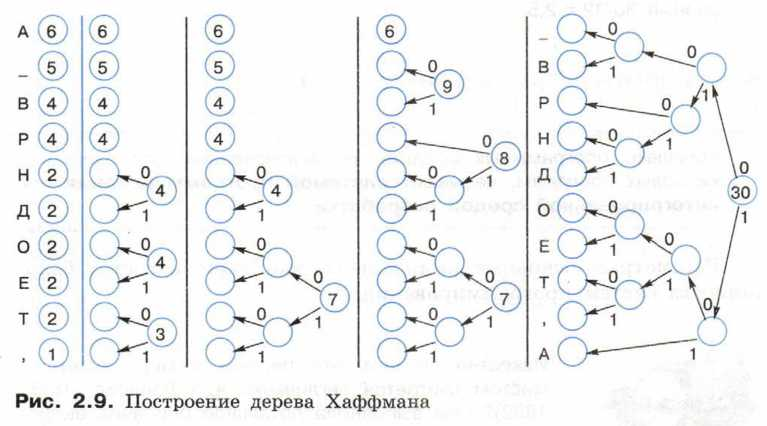 А 6 6 6 6 _ 0
0
_ 5 5 5 0 9 В 1
В 4 4 4 1 Р 0 1
Р 4 4 4 0 8 Н 0 1
Н 2 0 4 0 4 0 1 Д 1 0
Д 2 1 1 1 О 30
О 2 0 0 0 Е 0 1
Е 2 4 1 1 0 1 0 Т 1 0
7 7
Т 2 0 0 1 0 1 , 1 0
3
, 1 1 1 1 А 1
Рис. 2.9. Построение дерева Хаффмана